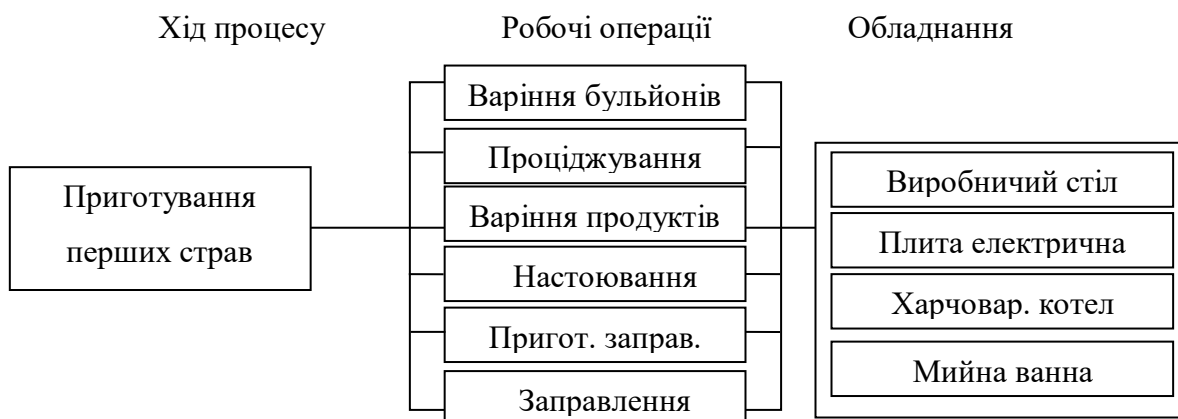 Хід процесу
Робочі операції
Обладнання
Приготування
перших страв
Варіння бульйонів
Проціджування
Варіння продуктів
Настоювання
Пригот. заправ.
Заправлення
Виробничий стіл
Плита електрична
Харчовар. котел
Мийна ванна